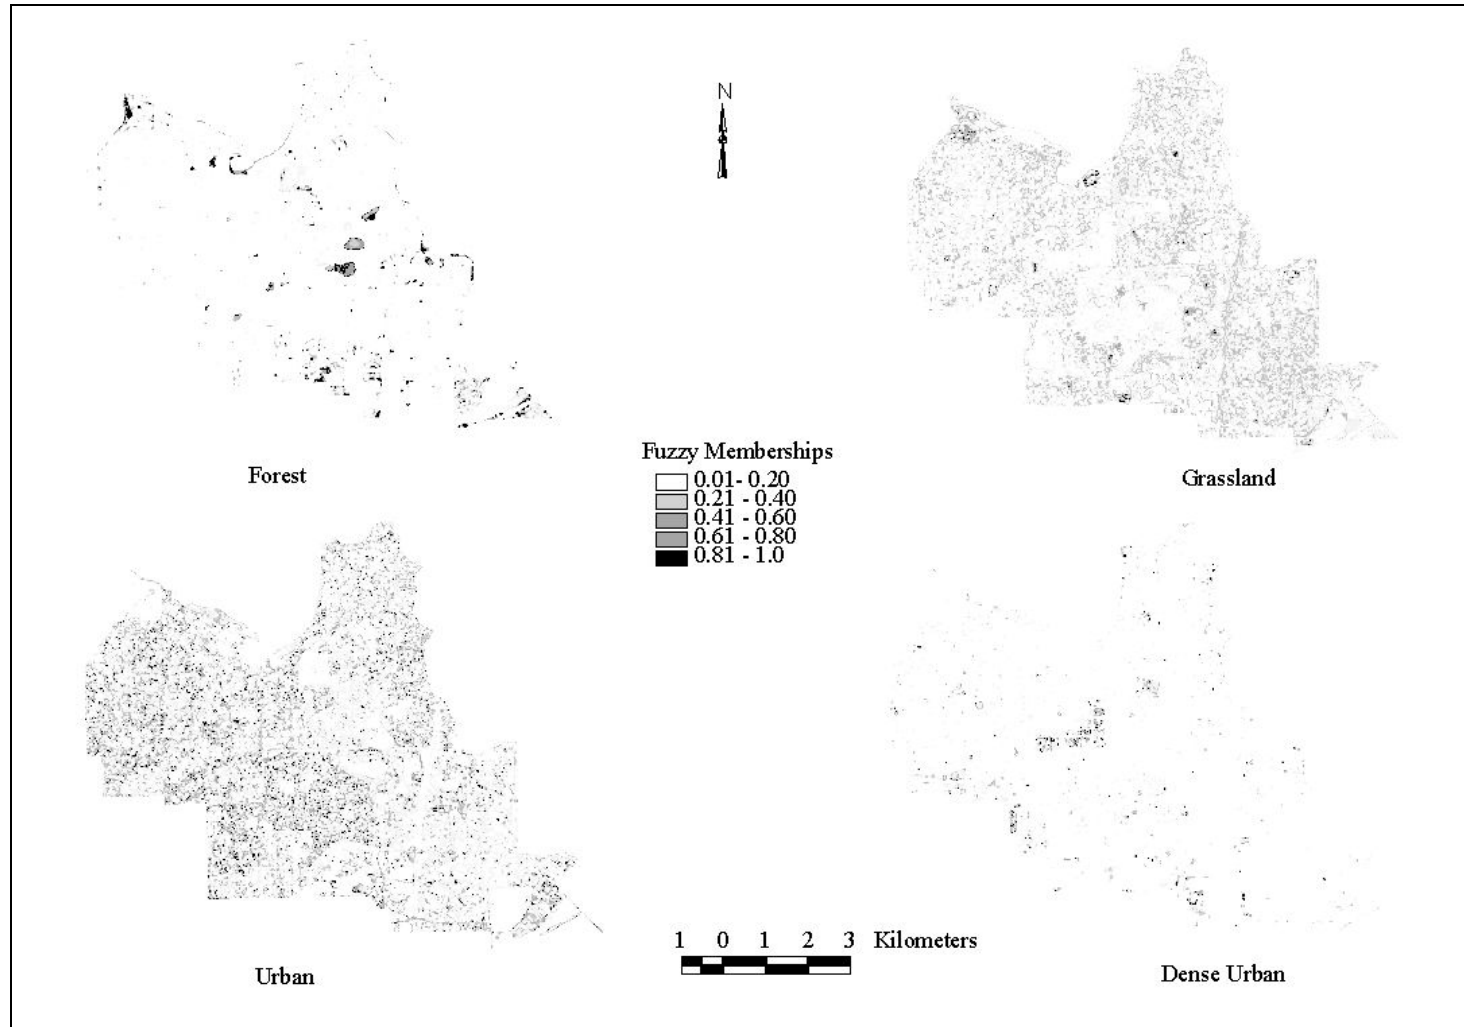 N
Forest
Grassland
Fuzzy Memberships
0.01- 0.20
0.21 - 0.40
0.41 - 0.60
0.61 - 0.80
0.81 - 1.0
1 0 1 2 3 Kilometers
Urban
Dense Urban